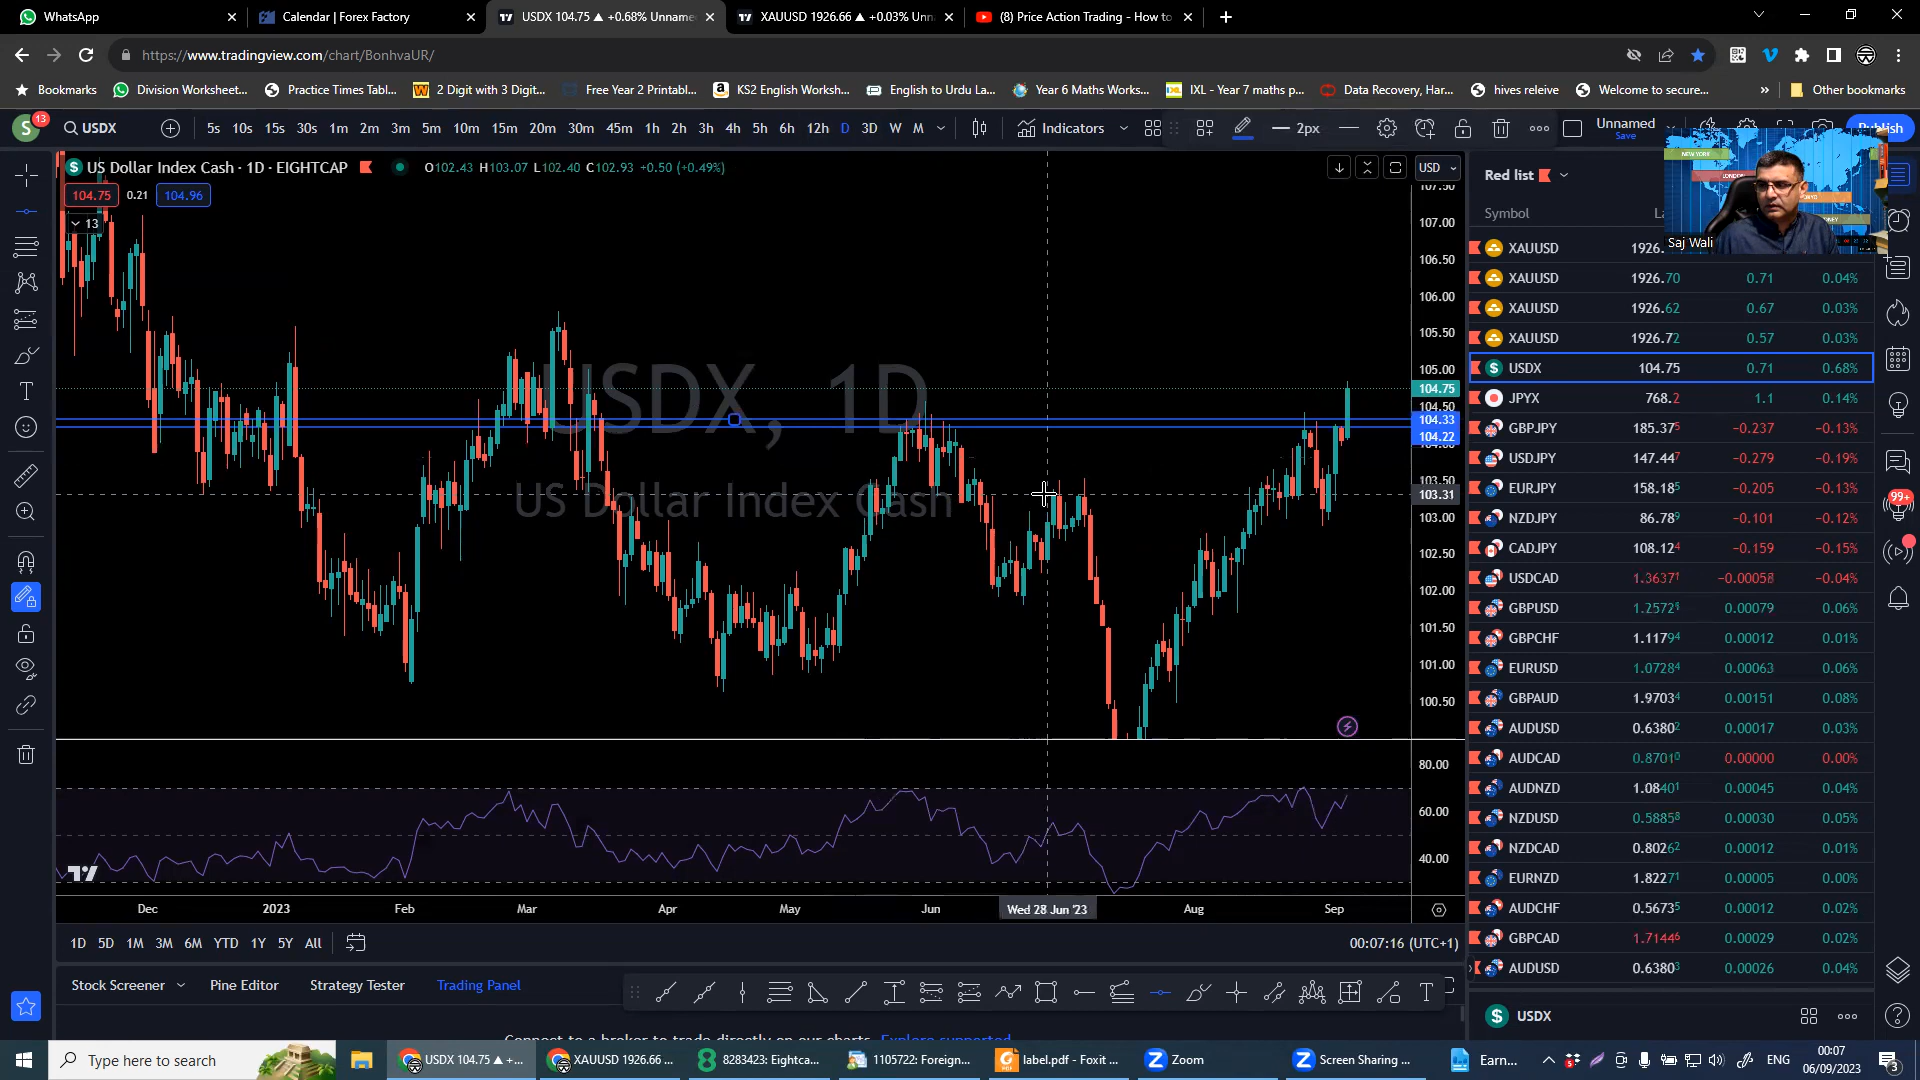 WhatsApp
Calendar | Forex Factory
USDX 104.75 ▲ +0.68% Unname
XAUUSD 1926.66 ▲ +0.03% Unn
(8) Price Action Trading - How to
https://www.tradingview.com/chart/BonhvaUR/
Bookmarks
Division Worksheet...
Practice Times Tabl...
2 Digit with 3 Digit...
Free Year 2 Printabl...
KS2 English Worksh...
English to Urdu La...
Year 6 Maths Works...
IXL - Year 7 maths p...
Data Recovery, Har...
hives releive
Welcome to secure...
Other bookmarks
S 13
USDX
5s 10s 15s 30s 1m 2m 3m 5m 10m 15m 20m 30m 45m 1h 2h 3h 4h 5h 6h 12h D 3D W M
Indicators
2px
Unnamed
Save
Publish
US Dollar Index Cash · 1D · EIGHTCAP
O102.43 H103.07 L102.40 C102.93 +0.50 (+0.49%)
USD
104.75 0.21 104.96
13
USDX, 1D
US Dollar Index Cash
107.50
107.00
106.50
106.00
105.50
105.00
104.75
104.50
104.33
104.22
103.50
103.31
103.00
102.50
102.00
101.50
101.00
100.50
80.00
60.00
40.00
Dec 2023 Feb Mar Apr May Jun Wed 28 Jun '23 Aug Sep
1D 5D 1M 3M 6M YTD 1Y 5Y All
00:07:16 (UTC+1)
Stock Screener
Pine Editor
Strategy Tester
Trading Panel
Red list
Symbol
NEW YORK
LONDON
Saj Wali
XAUUSD 1926.
XAUUSD 1926.70 0.71 0.04%
XAUUSD 1926.62 0.67 0.03%
XAUUSD 1926.72 0.57 0.03%
USDX 104.75 0.71 0.68%
JPYX 768.2 1.1 0.14%
GBPJPY 185.375 -0.237 -0.13%
USDJPY 147.447 -0.279 -0.19%
EURJPY 158.185 -0.205 -0.13%
NZDJPY 86.789 -0.101 -0.12%
CADJPY 108.124 -0.159 -0.15%
USDCAD 1.36371 -0.00058 -0.04%
GBPUSD 1.25726 0.00079 0.06%
GBPCHF 1.11794 0.00012 0.01%
EURUSD 1.07284 0.00063 0.06%
GBPAUD 1.97034 0.00151 0.08%
AUDUSD 0.63802 0.00017 0.03%
AUDCAD 0.87010 0.00000 0.00%
AUDNZD 1.08401 0.00045 0.04%
NZDUSD 0.58858 0.00030 0.05%
NZDCAD 0.80262 0.00012 0.01%
EURNZD 1.82271 0.00005 0.00%
AUDCHF 0.56735 0.00012 0.02%
GBPCAD 1.71446 0.00029 0.02%
AUDUSD 0.63803 0.00026 0.04%
USDX
99+
Type here to search
USDX 104.75 ▲ +...
XAUUSD 1926.66 ...
8283423: Eightca...
1105722: Foreign...
label.pdf - Foxit ...
Zoom
Screen Sharing ...
Earn...
ENG
00:07
06/09/2023
3